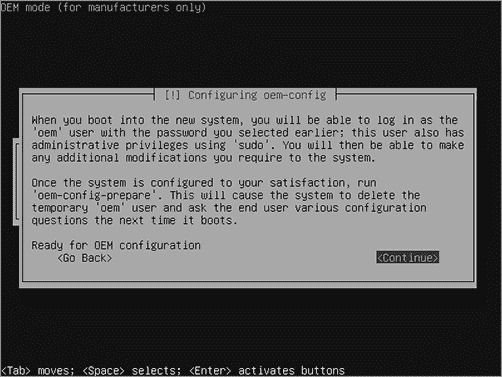 OEM mode (for manufacturers only)
[!] Configuring oem-config
When you boot into the new system, you will be able to log in as the
'oem' user with the password you selected earlier; this user also has
administrative privileges using 'sudo'. You will then be able to make
any additional modifications you require to the system.
Once the system is configured to your satisfaction, run
'oem-config-prepare'. This will cause the system to delete the
temporary 'oem' user and ask the end user various configuration
questions the next time it boots.
Ready for OEM configuration
<Go Back> <Continue>
<Tab> moves; <Space> selects; <Enter> activates buttons